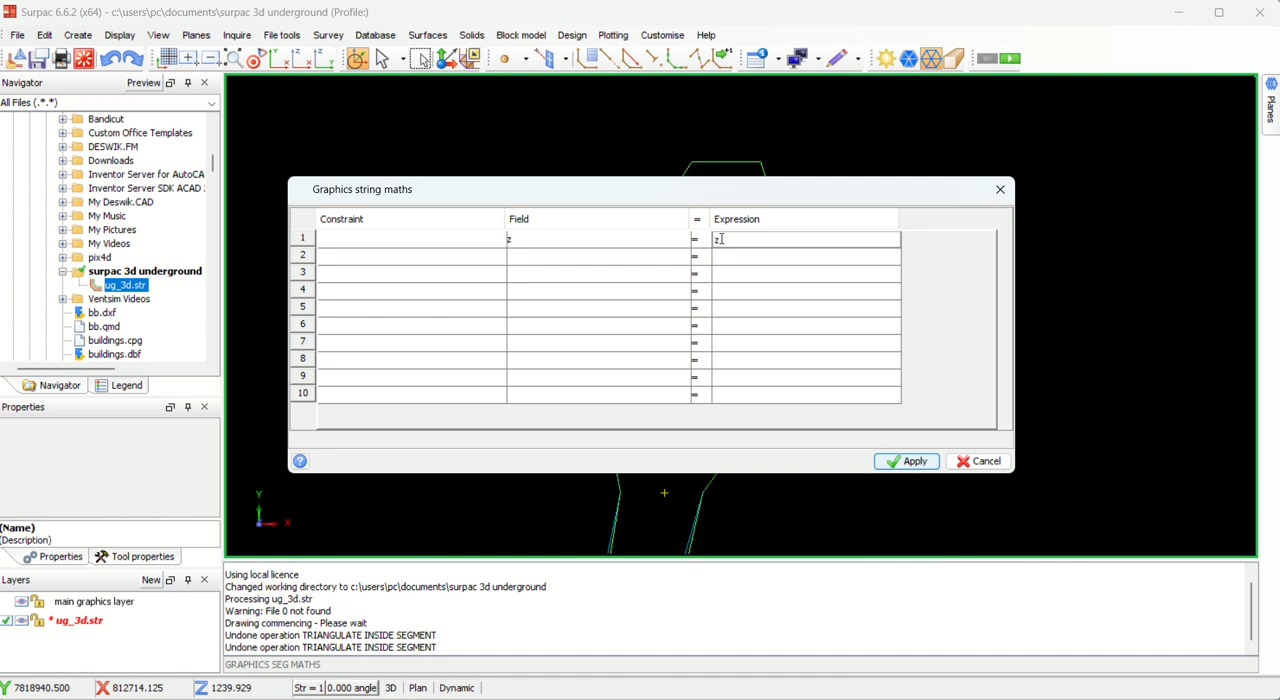 Surpac 6.6.2 (x64) - c:\users\pc\documents\surpac 3d underground (Profile:)
File Edit Create Display View Planes Inquire File tools Survey Database Surfaces Solids Block model Design Plotting Customise Help
Navigator Preview
All Files (.*.*)
Bandicut
Custom Office Templates
DESWIK.FM
Downloads
Inventor Server for AutoCA
Inventor Server SDK ACAD
My Deswik.CAD
My Music
My Pictures
My Videos
pix4d
surpac 3d underground
ug_3d.str
Ventsim Videos
bb.dxf
bb.qmd
buildings.cpg
buildings.dbf
Navigator Legend
Properties
(Name)
(Description)
Properties Tool properties
Layers New
main graphics layer
* ug_3d.str
Planes
Graphics string maths
Constraint Field = Expression
1 z = z
2 =
3 =
4 =
5 =
6 =
7 =
8 =
9 =
10 =
? Apply Cancel
Y
X
Using local licence
Changed working directory to c:\users\pc\documents\surpac 3d underground
Processing ug_3d.str
Warning: File 0 not found
Drawing commencing - Please wait
Undone operation TRIANGULATE INSIDE SEGMENT
Undone operation TRIANGULATE INSIDE SEGMENT
GRAPHICS SEG MATHS
Y 7818940.500 X 812714.125 Z 1239.929 Str = 1 0.000 angle 3D Plan Dynamic